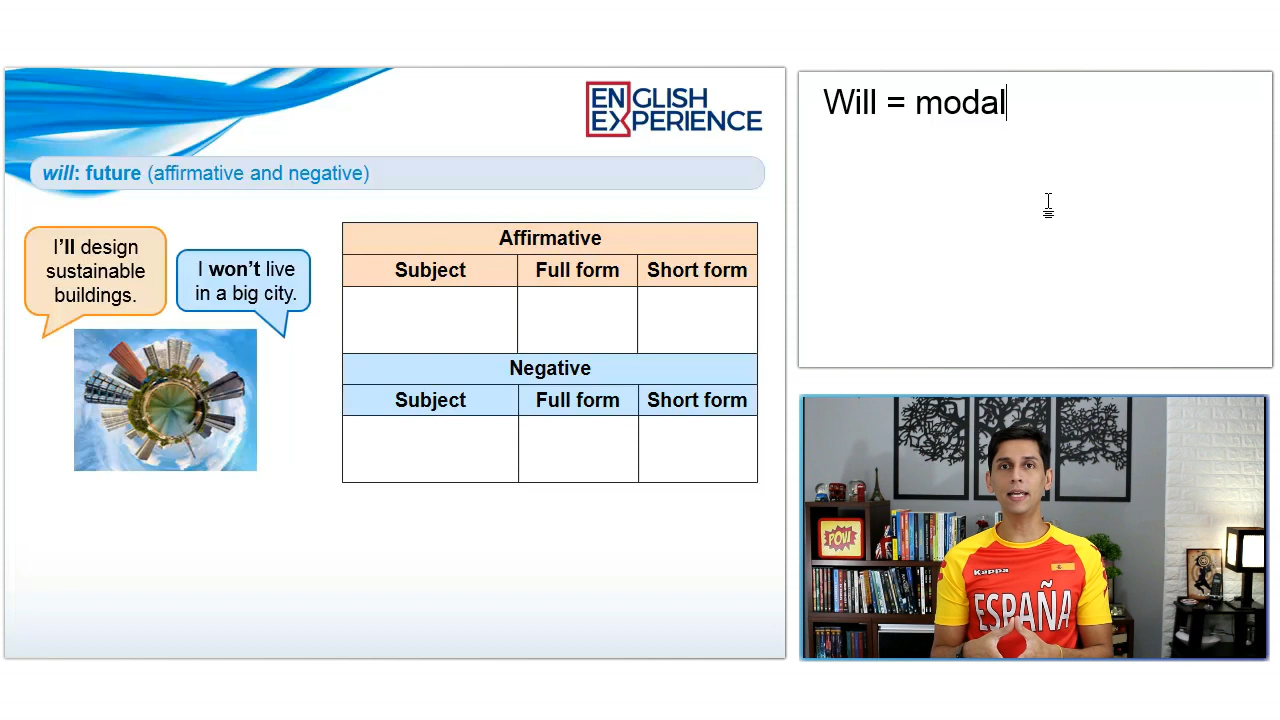 ENGLISH
EXPERIENCE
will: future (affirmative and negative)
I'll design
sustainable
buildings.
I won't live
in a big city.
Affirmative
Subject Full form Short form
Negative
Subject Full form Short form
Will = modal
POW!
Kappa
ESPAÑA